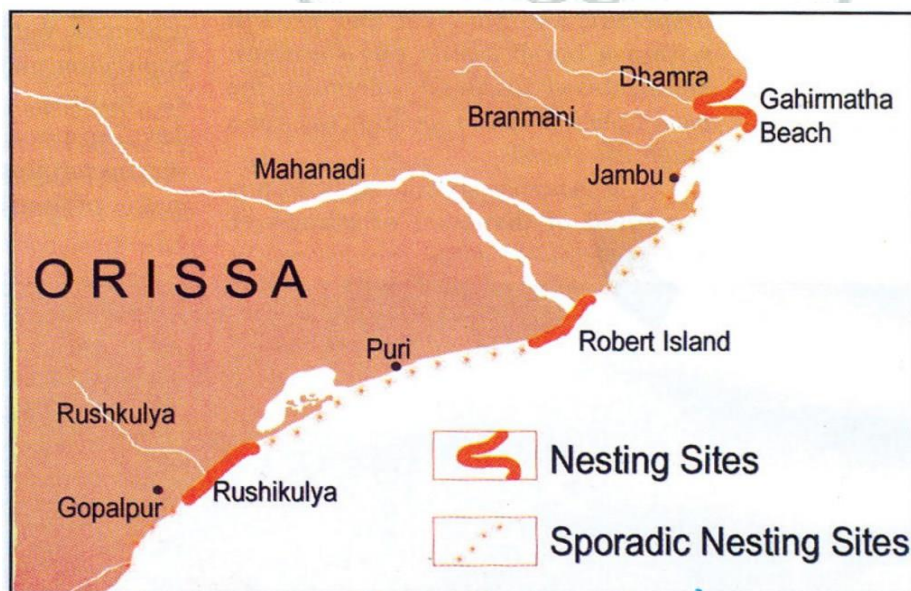 Dhamra
Gahirmatha
Beach
Branmani
Jambu
Mahanadi
ORISSA
Robert Island
Puri
Rushkulya
Rushikulya
Gopalpur
Nesting Sites
Sporadic Nesting Sites